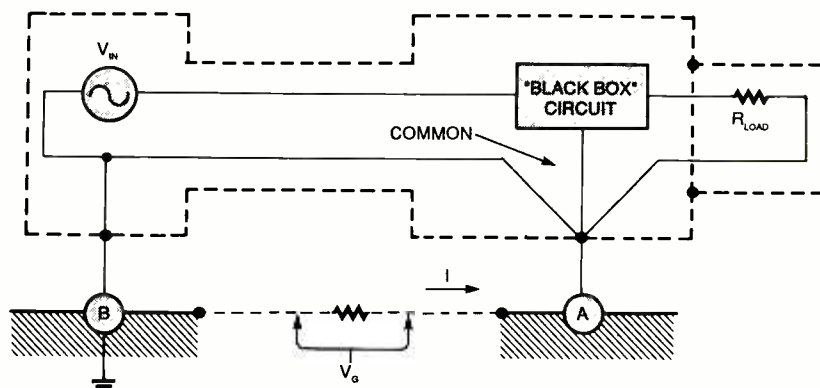 V_IN
"BLACK BOX"
CIRCUIT
R_LOAD
COMMON
I
B
A
V_G